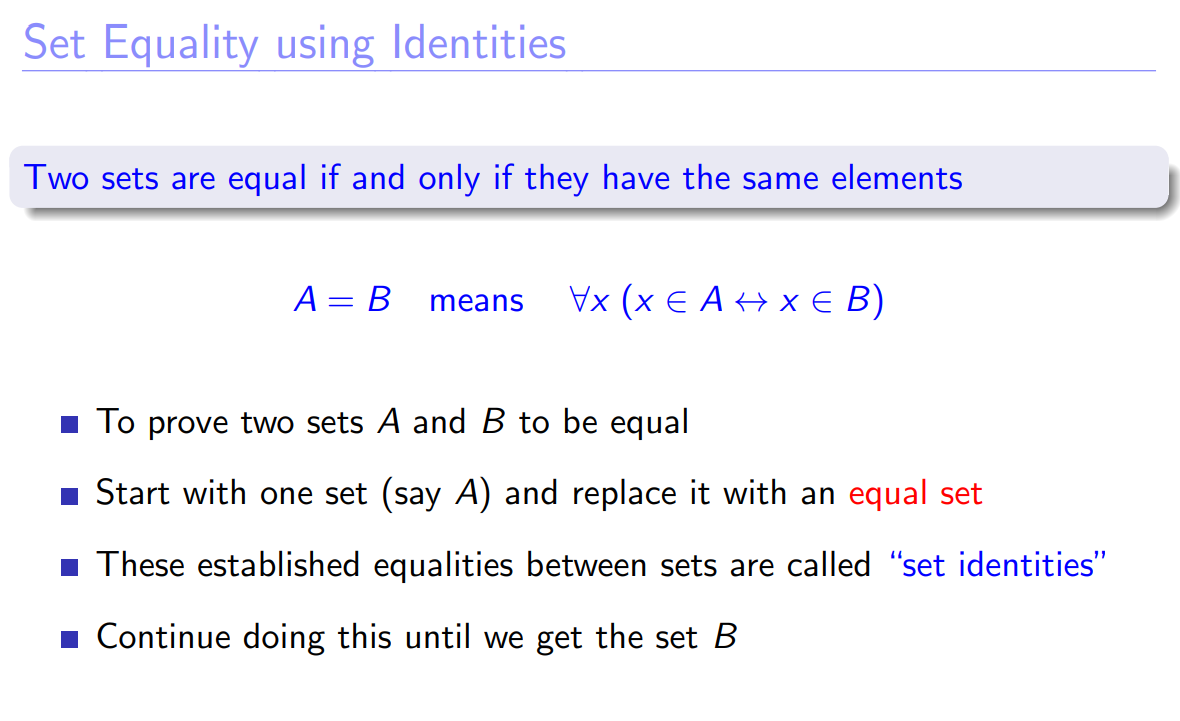 Set Equality using Identities
Two sets are equal if and only if they have the same elements
A = B means ∀x (x ∈ A ↔ x ∈ B)
To prove two sets A and B to be equal
Start with one set (say A) and replace it with an equal set
These established equalities between sets are called “set identities”
Continue doing this until we get the set B